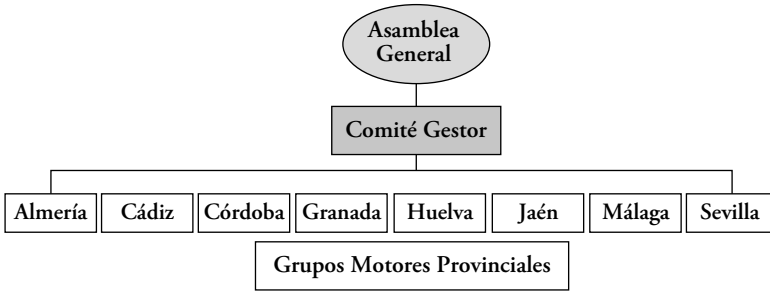 Asamblea
General
Comité Gestor
Almería
Cádiz
Córdoba
Granada
Huelva
Jaén
Málaga
Sevilla
Grupos Motores Provinciales